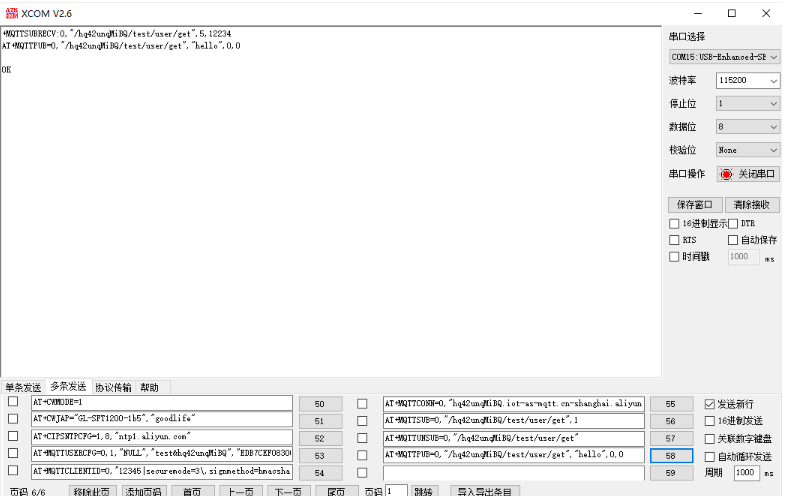 XCOM V2.6
+MQTTSUBRECV:0,"/hq42unqMiBQ/test/user/get",5,12234
AT+MQTTPUB=0,"/hq42unqMiBQ/test/user/get","hello",0,0
OK
串口选择
COM15:USB-Enhanced-SE
波特率 115200
停止位 1
数据位 8
校验位 None
串口操作 关闭串口
保存窗口 清除接收
16进制显示 DTR
RTS 自动保存
时间戳 1000 ms
单条发送 多条发送 协议传输 帮助
AT+CWMODE=1 50 AT+MQTTCONN=0,"hq42unqMiBQ.iot-as-mqtt.cn-shanghai.aliyun 55 发送新行
AT+CWJAP="GL-SFT1200-1b5","goodlife" 51 AT+MQTTSUB=0,"/hq42unqMiBQ/test/user/get",1 56 16进制发送
AT+CIPSNTPCFG=1,8,"ntp1.aliyun.com" 52 AT+MQTTUNSUB=0,"/hq42unqMiBQ/test/user/get" 57 关联数字键盘
AT+MQTTUSERCFG=0,1,"NULL","test&hq42unqMiBQ","EDB7CEF0830 53 AT+MQTTPUB=0,"/hq42unqMiBQ/test/user/get","hello",0,0 58 自动循环发送
AT+MQTTCLIENTID=0,"12345|securemode=3\,signmethod=hmacsha 54 59 周期 1000 ms
页码 6/6 移除此页 添加页码 首页 上一页 下一页 尾页 页码 1 跳转 导入导出条目